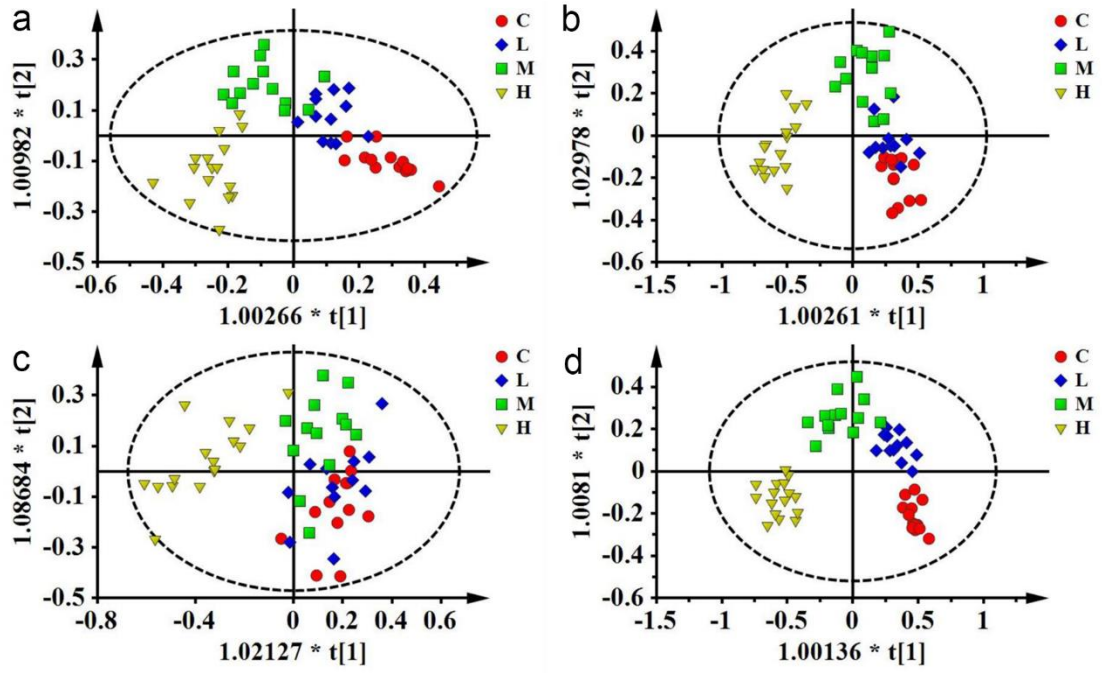 a
C
L
M
H
0.3
0.1
-0.1
-0.3
-0.5
-0.6 -0.4 -0.2 0 0.2 0.4
1.00982 * t[2]
1.00266 * t[1]
b
C
L
M
H
0.4
0.2
0
-0.2
-0.4
-0.6
-1.5 -1 -0.5 0 0.5 1
1.02978 * t[2]
1.00261 * t[1]
c
C
L
M
H
0.3
0.1
-0.1
-0.3
-0.5
-0.8 -0.4 0 0.2 0.4 0.6
1.08684 * t[2]
1.02127 * t[1]
d
C
L
M
H
0.4
0.2
0
-0.2
-0.4
-0.6
-1.5 -1 -0.5 0 0.5 1
1.0081 * t[2]
1.00136 * t[1]